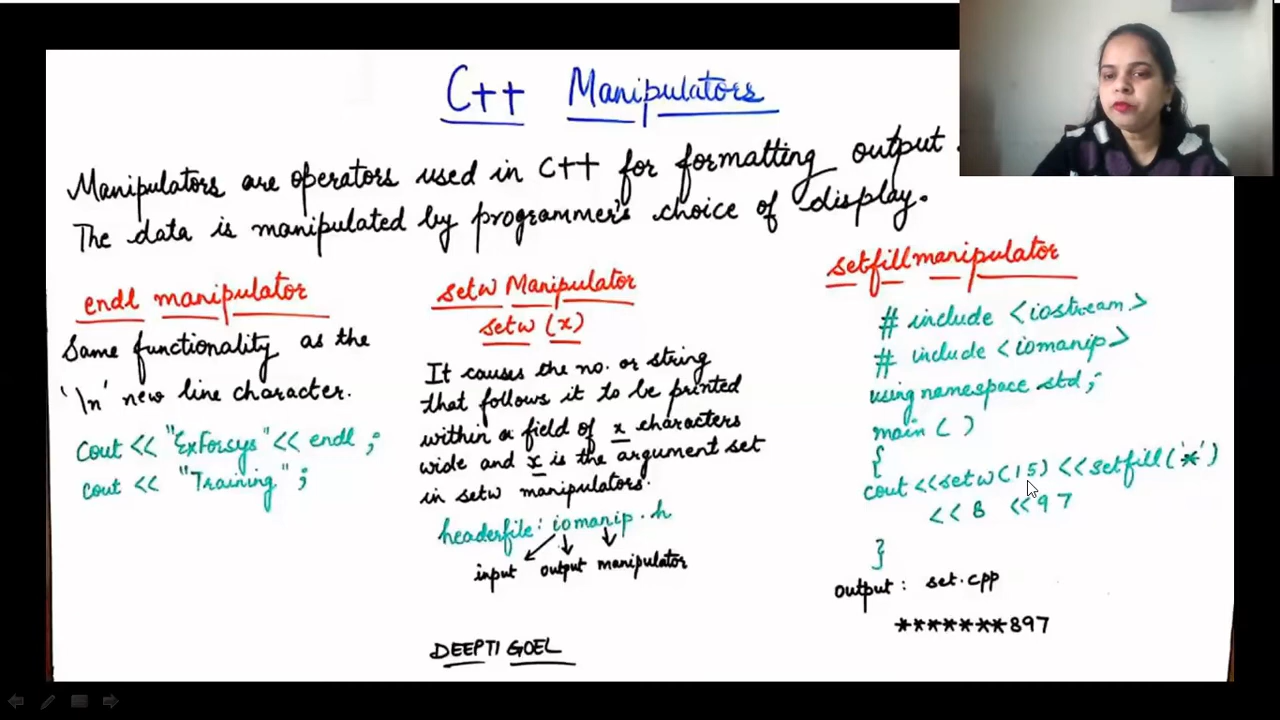 C++ Manipulators
Manipulators are operators used in C++ for formatting output.
The data is manipulated by programmer's choice of display.
endl manipulator
Same functionality as the
'\n' new line character.
cout << "ExForsys" << endl ;
cout << "Training" ;
setw Manipulator
setw (x)
It causes the no. or string
that follows it to be printed
within a field of x characters
wide and x is the argument set
in setw manipulators.
headerfile: iomanip.h
input output manipulator
DEEPTI GOEL
setfill manipulator
# include <iostream.>
# include <iomanip>
using namespace std;
main ( )
{
cout <<setw(15) <<setfill('*')
<< 8 <<97
}
output : set.cpp
*******897